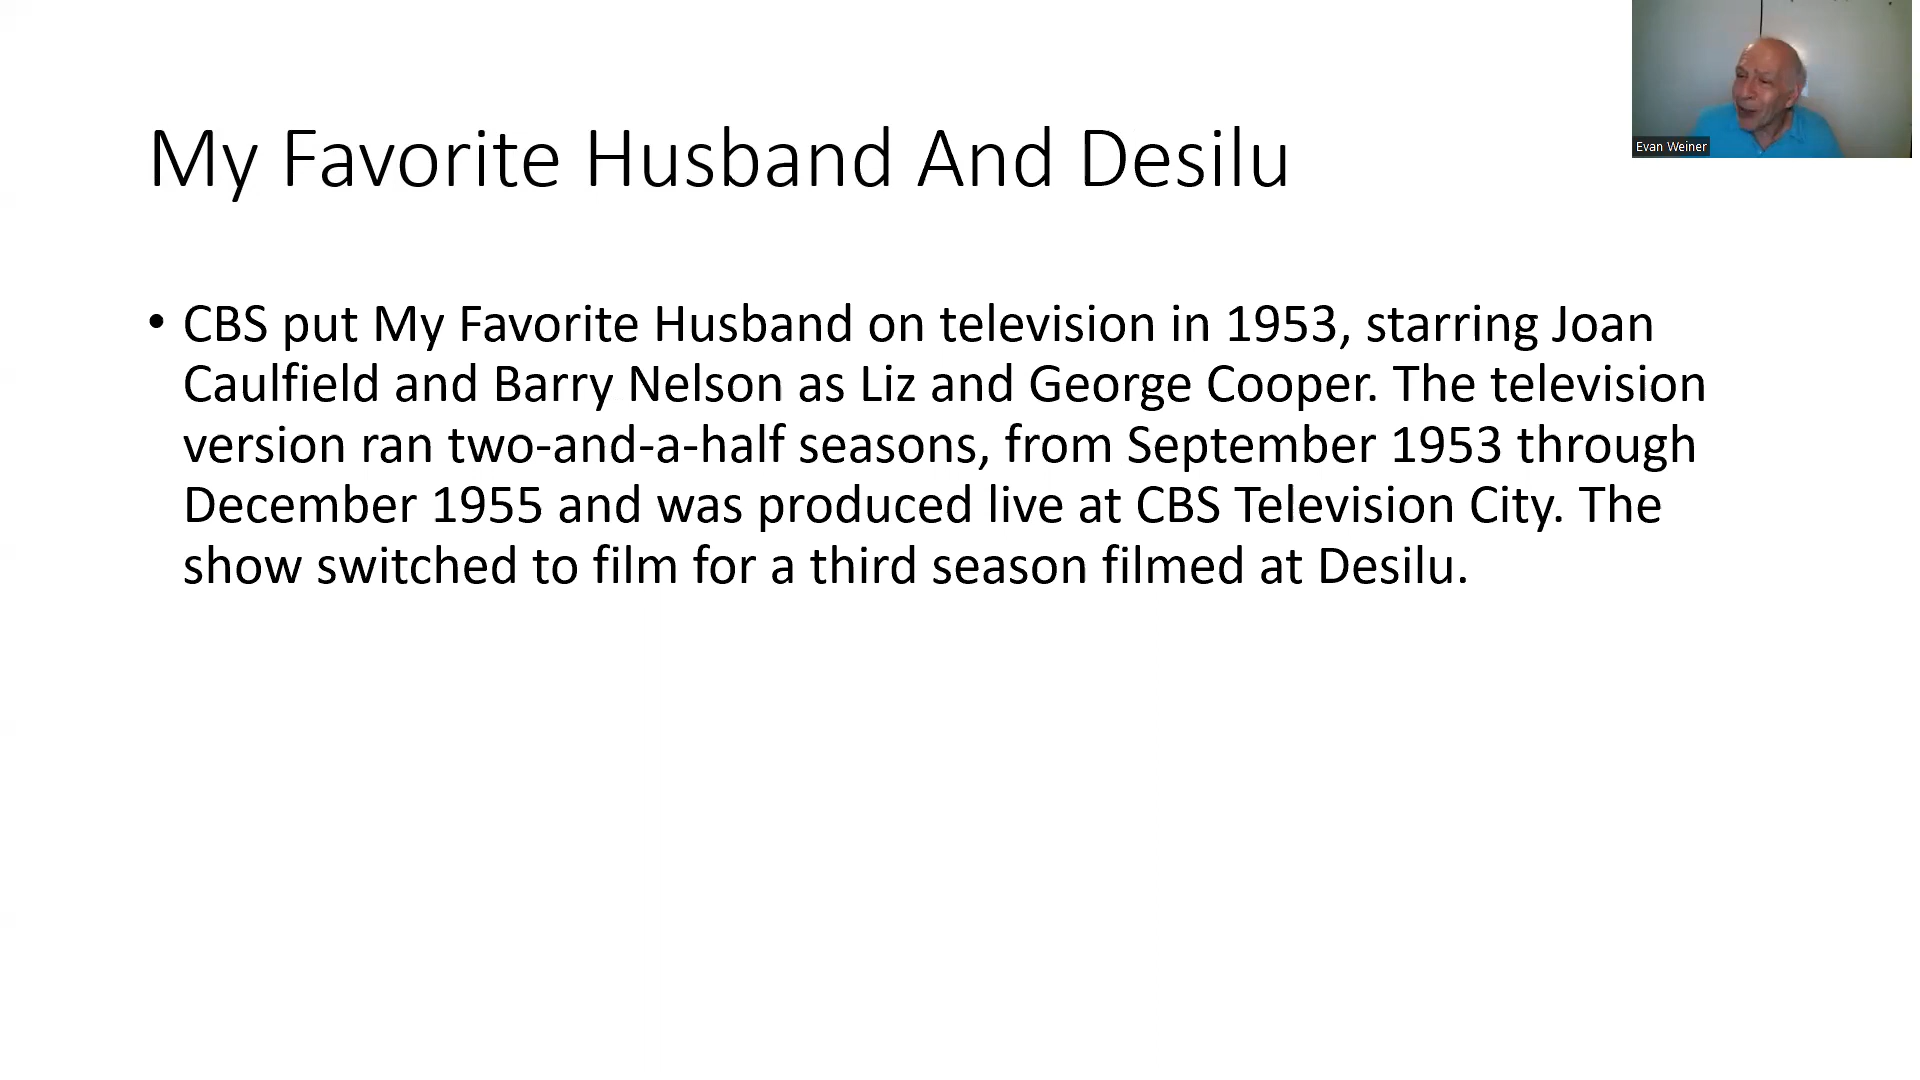 My Favorite Husband And Desilu
Evan Weiner
• CBS put My Favorite Husband on television in 1953, starring Joan
Caulfield and Barry Nelson as Liz and George Cooper. The television
version ran two-and-a-half seasons, from September 1953 through
December 1955 and was produced live at CBS Television City. The
show switched to film for a third season filmed at Desilu.